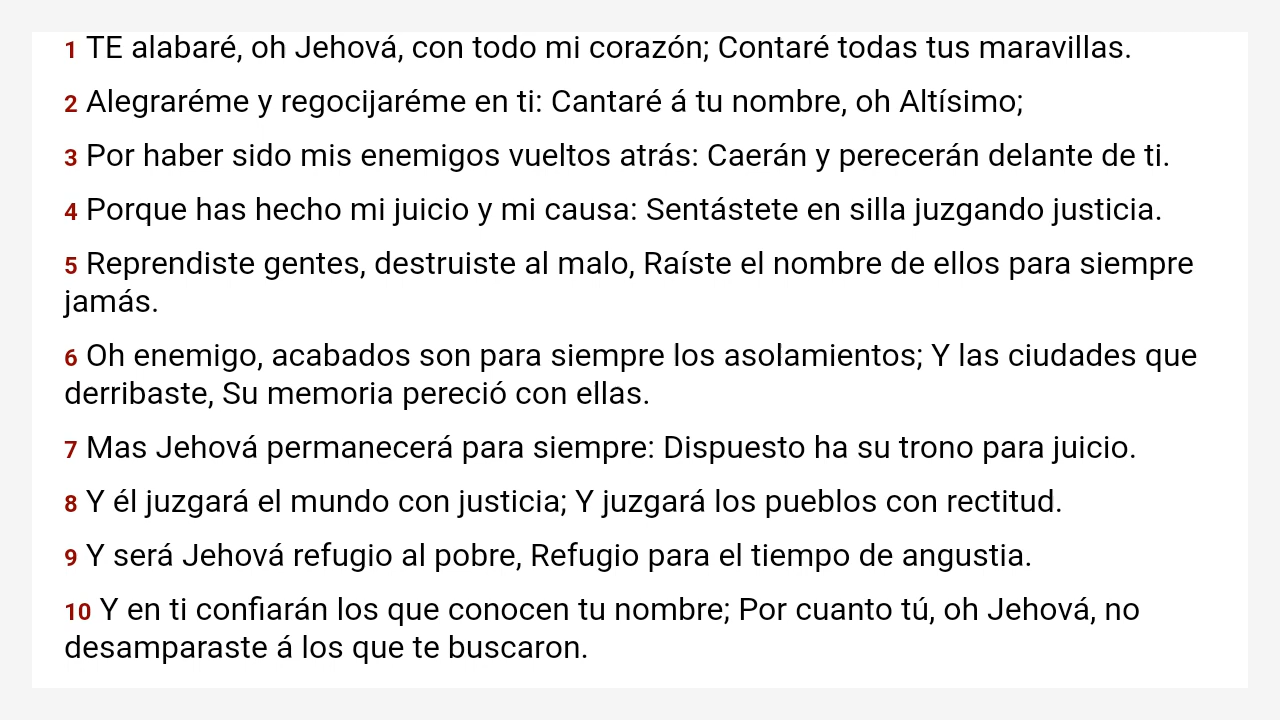 1 TE alabaré, oh Jehová, con todo mi corazón; Contaré todas tus maravillas.
2 Alegraréme y regocijaréme en ti: Cantaré á tu nombre, oh Altísimo;
3 Por haber sido mis enemigos vueltos atrás: Caerán y perecerán delante de ti.
4 Porque has hecho mi juicio y mi causa: Sentástete en silla juzgando justicia.
5 Reprendiste gentes, destruiste al malo, Raíste el nombre de ellos para siempre
jamás.
6 Oh enemigo, acabados son para siempre los asolamientos; Y las ciudades que
derribaste, Su memoria pereció con ellas.
7 Mas Jehová permanecerá para siempre: Dispuesto ha su trono para juicio.
8 Y él juzgará el mundo con justicia; Y juzgará los pueblos con rectitud.
9 Y será Jehová refugio al pobre, Refugio para el tiempo de angustia.
10 Y en ti confiarán los que conocen tu nombre; Por cuanto tú, oh Jehová, no
desamparaste á los que te buscaron.